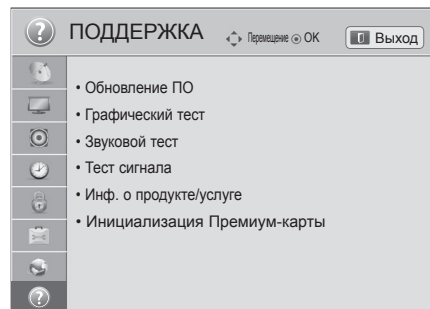 ПОДДЕРЖКА Перемещение OK Выход
• Обновление ПО
• Графический тест
• Звуковой тест
• Тест сигнала
• Инф. о продукте/услуге
• Инициализация Премиум-карты